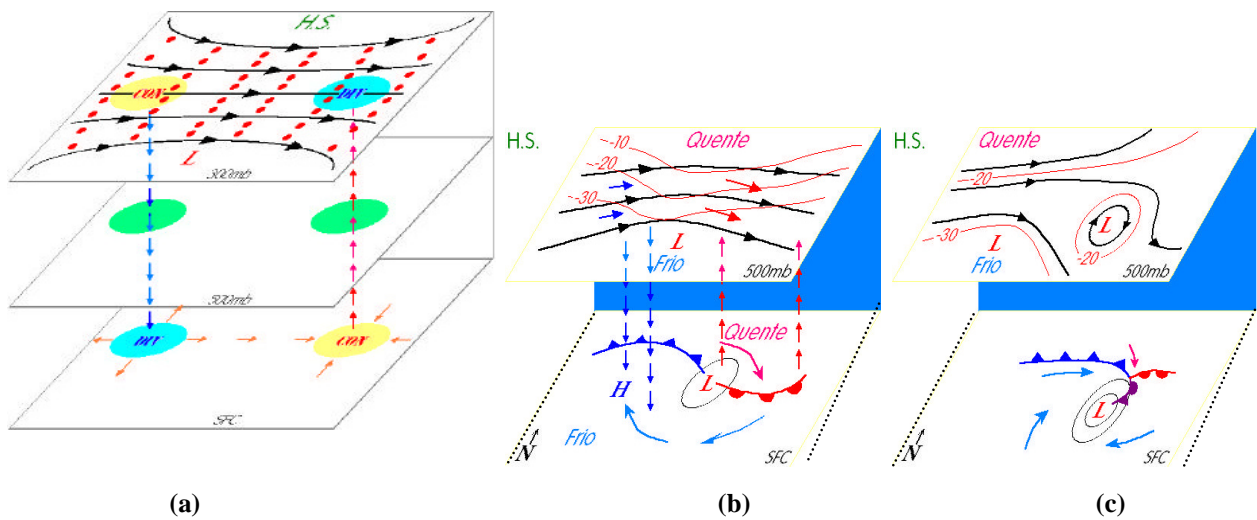 H.S.
CON
DIV
L
300mb
500mb
DIV
CON
SFC
(a)
H.S.
Quente
-10
-20
-30
L
Frio
500mb
Quente
L
H
Frio
N
SFC
(b)
H.S.
-20
-30
L
L
-20
Frio
500mb
L
N
SFC
(c)